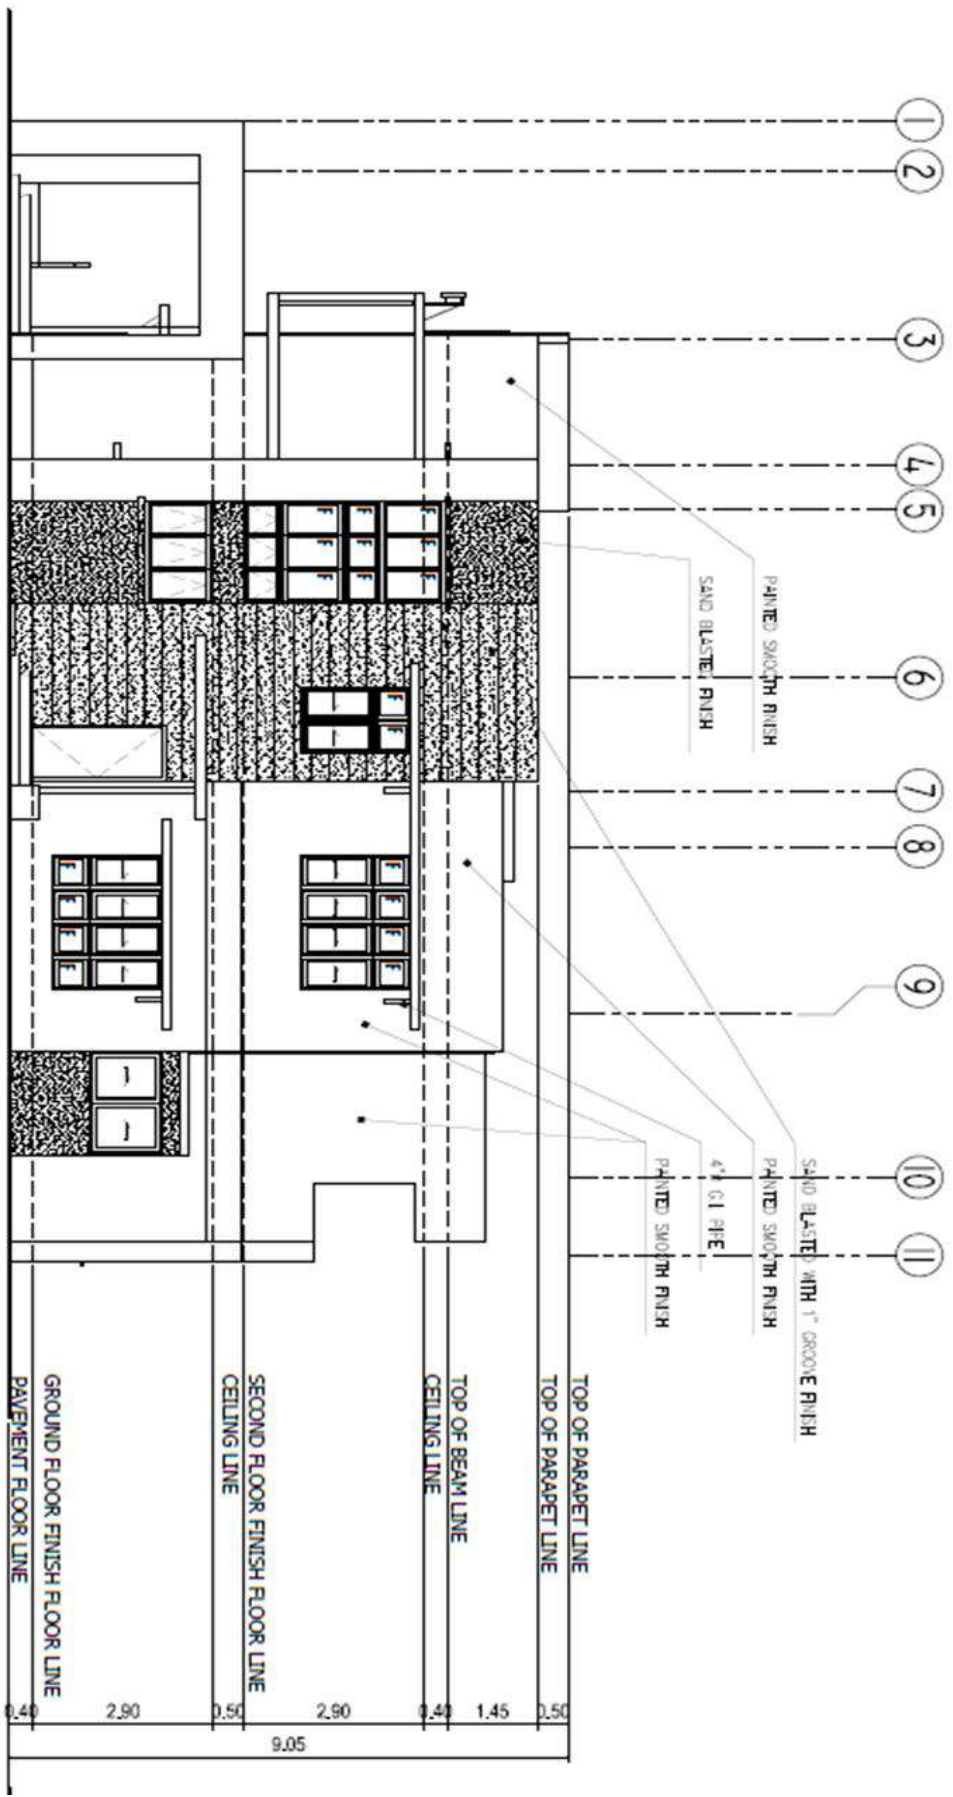 1
2
3
4
5
6
7
8
9
10
11
PAINTED SMOOTH FINISH
SAND BLASTED FINISH
SAND BLASTED WITH 1" GROOVE FINISH
PAINTED SMOOTH FINISH
G.I. PIPE
PAINTED SMOOTH FINISH
TOP OF PARAPET LINE
TOP OF PARAPET LINE
TOP OF BEAM LINE
CEILING LINE
SECOND FLOOR FINISH FLOOR LINE
CEILING LINE
GROUND FLOOR FINISH FLOOR LINE
PAVEMENT FLOOR LINE
0.50
1.45
0.40
2.90
0.50
2.90
0.40
9.05
F F F
F F F
F F F
F F
F F F F
F F F F